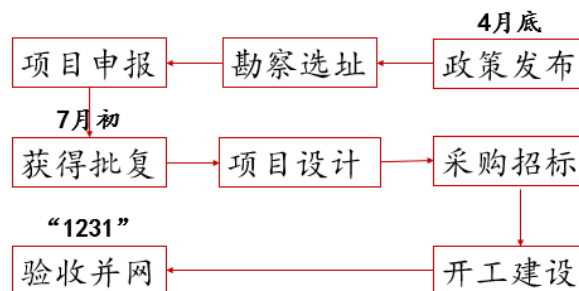 4月底
项目申报 勘察选址 政策发布
7月初
获得批复 项目设计 采购招标
“1231”
验收并网 开工建设